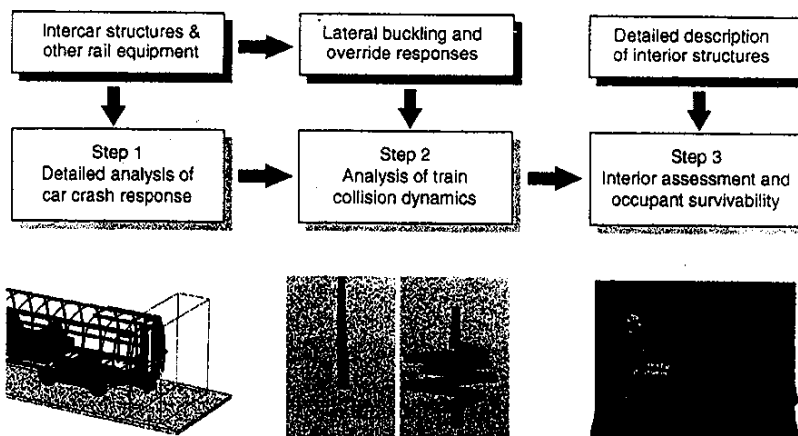 Intercar structures &
other rail equipment
Lateral buckling and
override responses
Detailed description
of interior structures
Step 1
Detailed analysis of
car crash response
Step 2
Analysis of train
collision dynamics
Step 3
Interior assessment and
occupant survivability